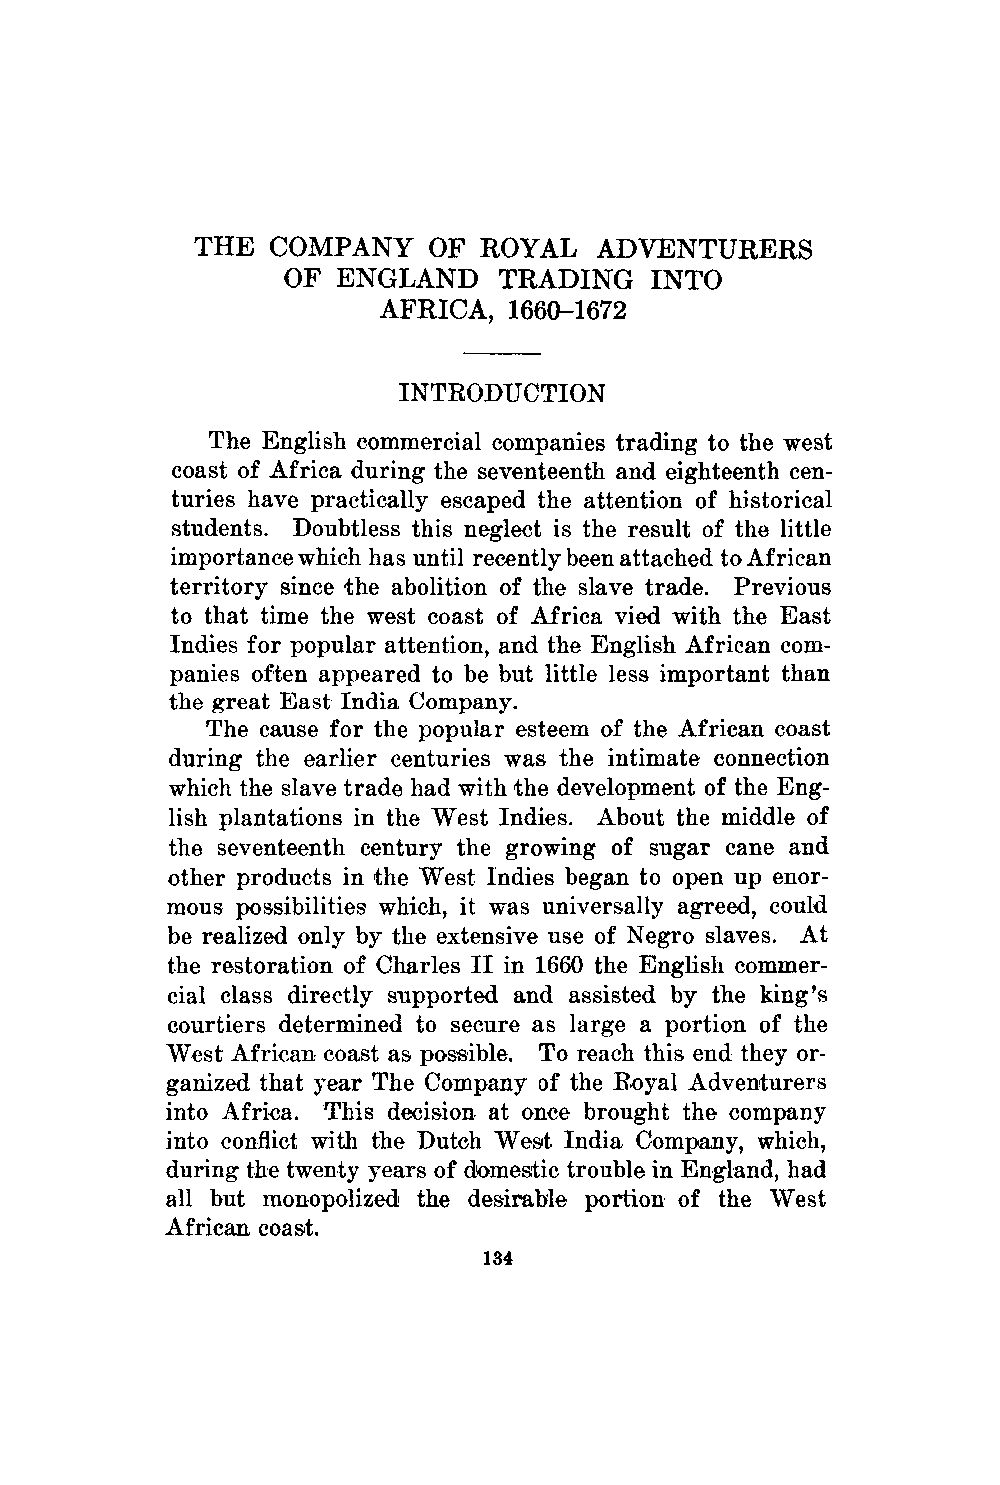 THE COMPANY OF ROYAL ADVENTURERS
OF ENGLAND TRADING INTO
AFRICA, 1660–1672
INTRODUCTION
The English commercial companies trading to the west
coast of Africa during the seventeenth and eighteenth cen-
turies have practically escaped the attention of historical
students. Doubtless this neglect is the result of the little
importance which has until recently been attached to African
territory since the abolition of the slave trade. Previous
to that time the west coast of Africa vied with the East
Indies for popular attention, and the English African com-
panies often appeared to be but little less important than
the great East India Company.
The cause for the popular esteem of the African coast
during the earlier centuries was the intimate connection
which the slave trade had with the development of the Eng-
lish plantations in the West Indies. About the middle of
the seventeenth century the growing of sugar cane and
other products in the West Indies began to open up enor-
mous possibilities which, it was universally agreed, could
be realized only by the extensive use of Negro slaves. At
the restoration of Charles II in 1660 the English commer-
cial class directly supported and assisted by the king's
courtiers determined to secure as large a portion of the
West African coast as possible. To reach this end they or-
ganized that year The Company of the Royal Adventurers
into Africa. This decision at once brought the company
into conflict with the Dutch West India Company, which,
during the twenty years of domestic trouble in England, had
all but monopolized the desirable portion of the West
African coast.
134